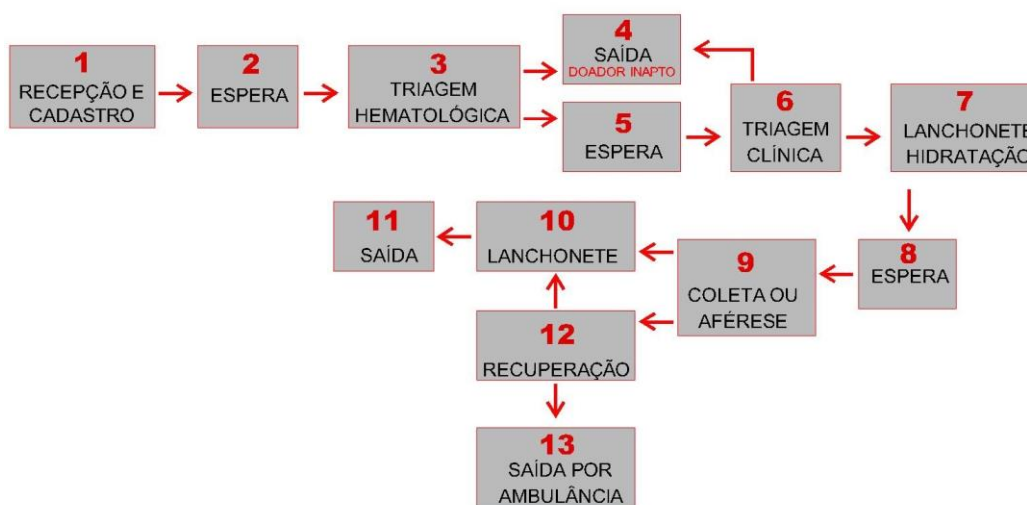 1
RECEPÇÃO E
CADASTRO
2
ESPERA
3
TRIAGEM
HEMATOLÓGICA
4
SAÍDA
DOADOR INAPTO
5
ESPERA
6
TRIAGEM
CLÍNICA
7
LANCHONETE
HIDRATAÇÃO
8
ESPERA
9
COLETA OU
AFÉRESE
10
LANCHONETE
11
SAÍDA
12
RECUPERAÇÃO
13
SAÍDA POR
AMBULÂNCIA